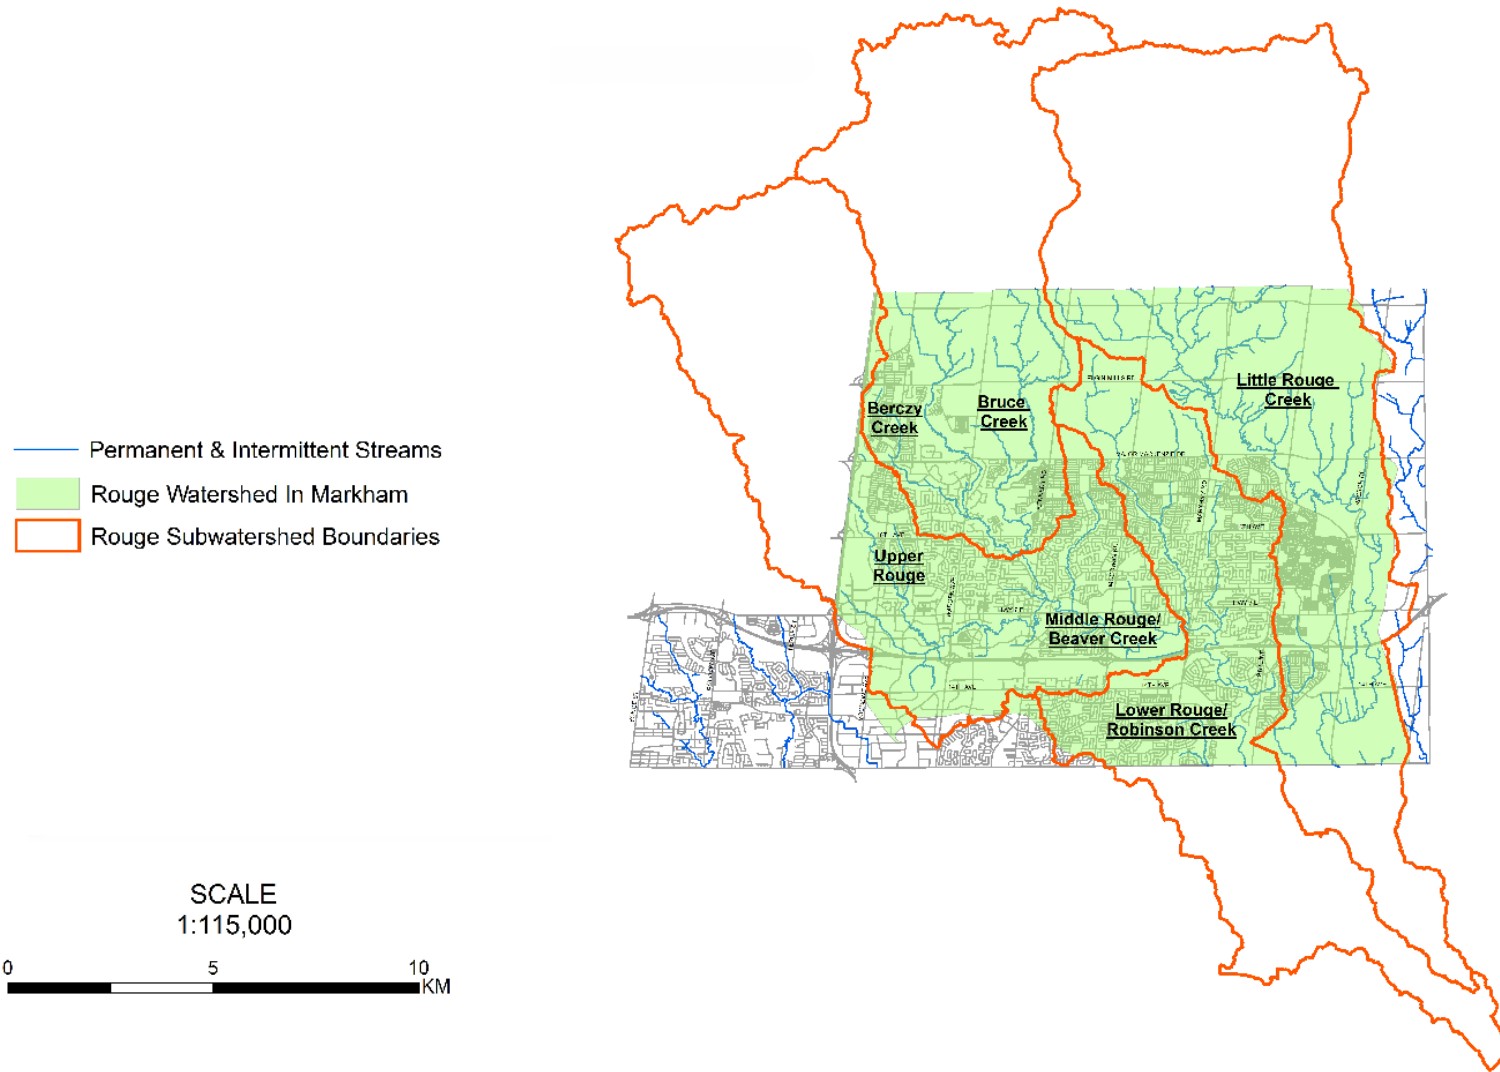 Berczy
Creek
Bruce
Creek
Little Rouge
Creek
Upper
Rouge
Middle Rouge/
Beaver Creek
Lower Rouge/
Robinson Creek
Permanent & Intermittent Streams
Rouge Watershed In Markham
Rouge Subwatershed Boundaries
SCALE
1:115,000
0 5 10
KM